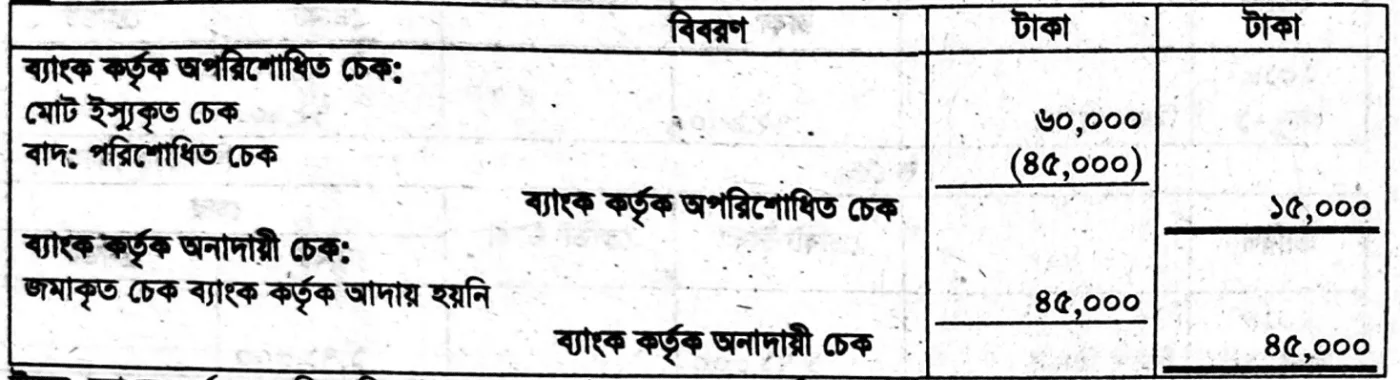 বিবরণ টাকা টাকা
ব্যাংক কর্তৃক অপরিশোধিত চেক:
মোট ইস্যুকৃত চেক ৬০,০০০
বাদ: পরিশোধিত চেক (৪৫,০০০)
ব্যাংক কর্তৃক অপরিশোধিত চেক ১৫,০০০
ব্যাংক কর্তৃক অনাদায়ী চেক:
জমাকৃত চেক ব্যাংক কর্তৃক আদায় হয়নি ৪৫,০০০
ব্যাংক কর্তৃক অনাদায়ী চেক ৪৫,০০০